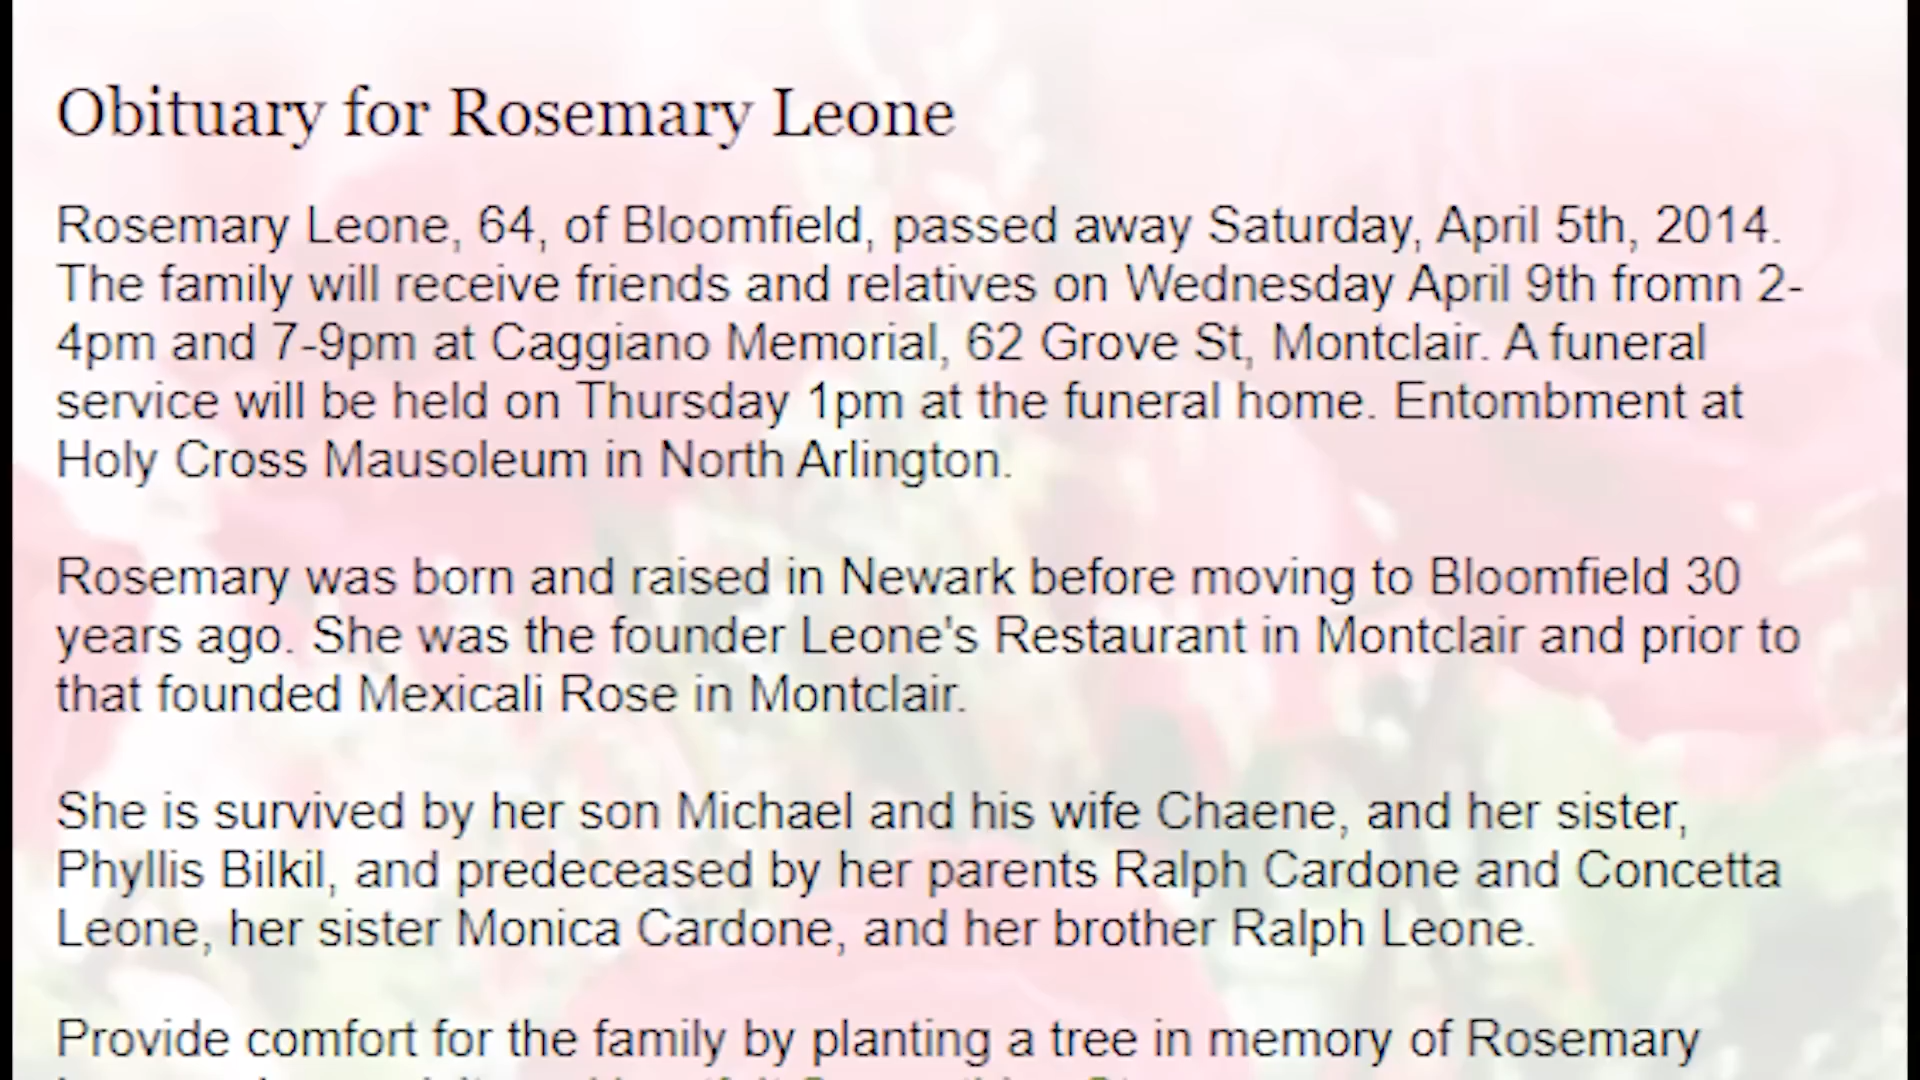 Obituary for Rosemary Leone
Rosemary Leone, 64, of Bloomfield, passed away Saturday, April 5th, 2014.
The family will receive friends and relatives on Wednesday April 9th fromn 2-
4pm and 7-9pm at Caggiano Memorial, 62 Grove St, Montclair. A funeral
service will be held on Thursday 1pm at the funeral home. Entombment at
Holy Cross Mausoleum in North Arlington.
Rosemary was born and raised in Newark before moving to Bloomfield 30
years ago. She was the founder Leone's Restaurant in Montclair and prior to
that founded Mexicali Rose in Montclair.
She is survived by her son Michael and his wife Chaene, and her sister,
Phyllis Bilkil, and predeceased by her parents Ralph Cardone and Concetta
Leone, her sister Monica Cardone, and her brother Ralph Leone.
Provide comfort for the family by planting a tree in memory of Rosemary